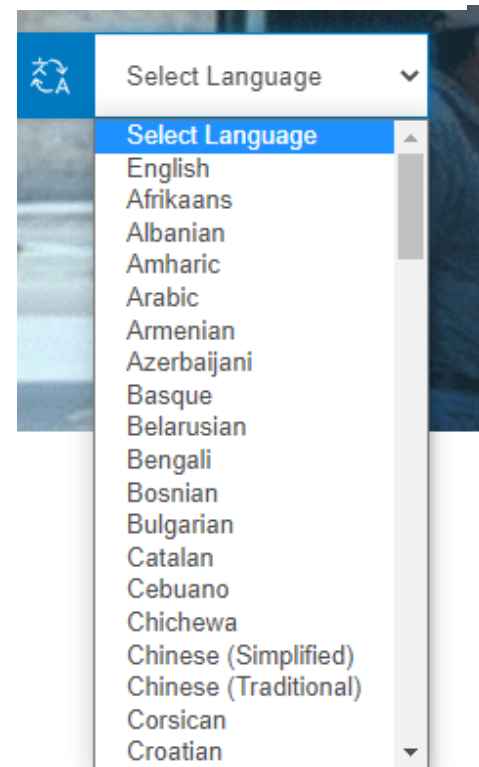 Select Language
Select Language
English
Afrikaans
Albanian
Amharic
Arabic
Armenian
Azerbaijani
Basque
Belarusian
Bengali
Bosnian
Bulgarian
Catalan
Cebuano
Chichewa
Chinese (Simplified)
Chinese (Traditional)
Corsican
Croatian